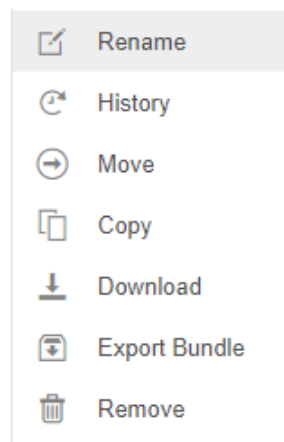 Rename
History
Move
Copy
Download
Export Bundle
Remove